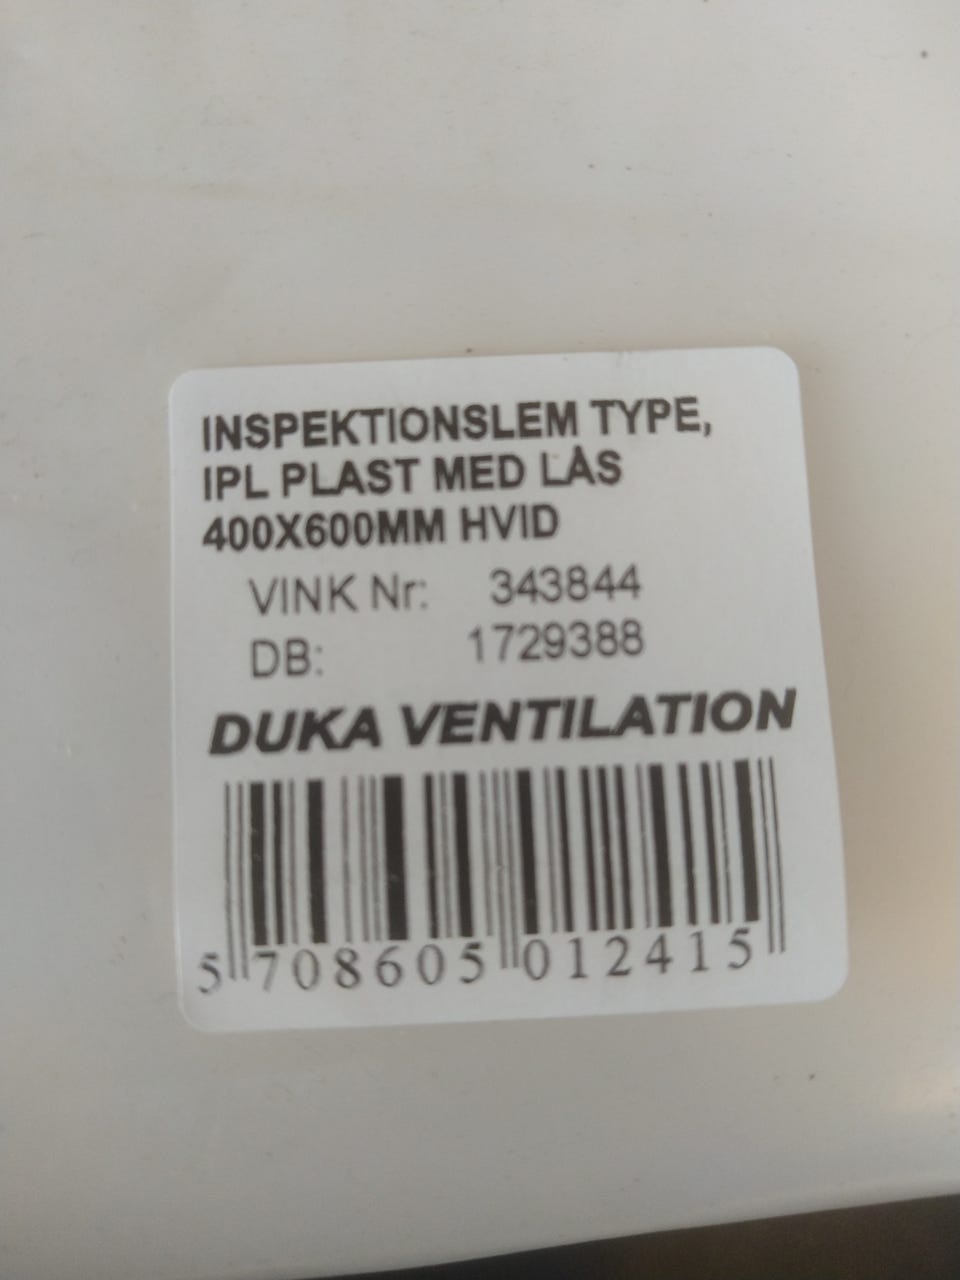 INSPEKTIONSLEM TYPE,
IPL PLAST MED LÅS
400X600MM HVID
VINK Nr: 343844
DB: 1729388
DUKA VENTILATION
5 708605 012415